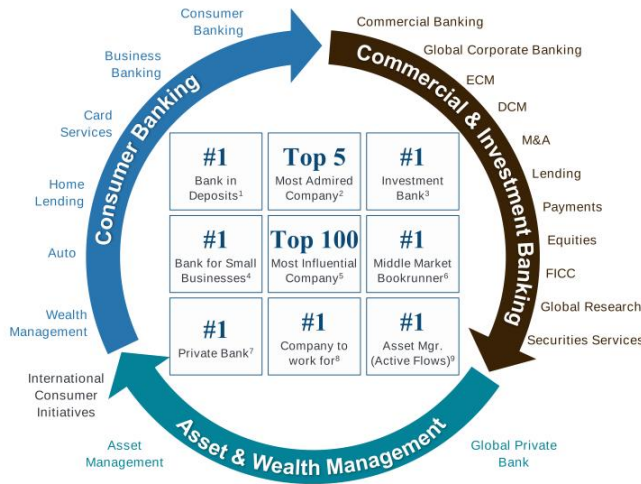 Consumer
Banking
Business
Banking
Card
Services
Home
Lending
Auto
Wealth
Management
International
Consumer
Initiatives
Consumer Banking
Commercial Banking
Global Corporate Banking
ECM
DCM
M&A
Lending
Payments
Equities
FICC
Global Research
Securities Services
Commercial & Investment Banking
#1
Bank in
Deposits¹
Top 5
Most Admired
Company²
#1
Investment
Bank³
#1
Bank for Small
Businesses⁴
Top 100
Most Influential
Company⁵
#1
Middle Market
Bookrunner⁶
#1
Private Bank⁷
#1
Company to
work for⁸
#1
Asset Mgr.
(Active Flows)⁹
Asset
Management
Asset & Wealth Management
Global Private
Bank